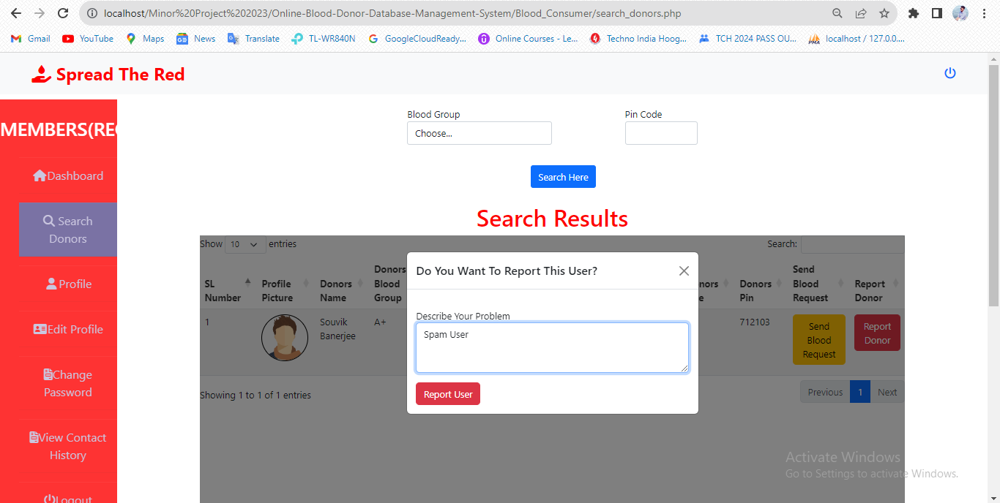 localhost/Minor%20Project%202023/Online-Blood-Donor-Database-Management-System/Blood_Consumer/search_donors.php
Gmail YouTube Maps News Translate TL-WR840N GoogleCloudReady... Online Courses - Le... Techno India Hoog... TCH 2024 PASS OU... PMA localhost / 127.0.0....
Spread The Red
MEMBERS(REC
Dashboard
Search
Donors
Profile
Edit Profile
Change
Password
View Contact
History
Logout
Blood Group Pin Code
Choose...
Search Here
Search Results
Show 10 entries Search:
SL
Number
Profile
Picture
Donors
Name
Donors
Blood
Group
nors
e
Donors
Pin
Send
Blood
Request
Report
Donor
1 Souvik
Banerjee
A+ 712103
Send
Blood
Request
Report
Donor
Showing 1 to 1 of 1 entries Previous 1 Next
Do You Want To Report This User?
Describe Your Problem
Spam User
Report User
Activate Windows
Go to Settings to activate Windows.